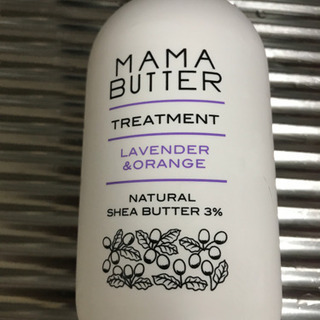 MAMA
BUTTER
TREATMENT
LAVENDER
&ORANGE
NATURAL
SHEA BUTTER 3%